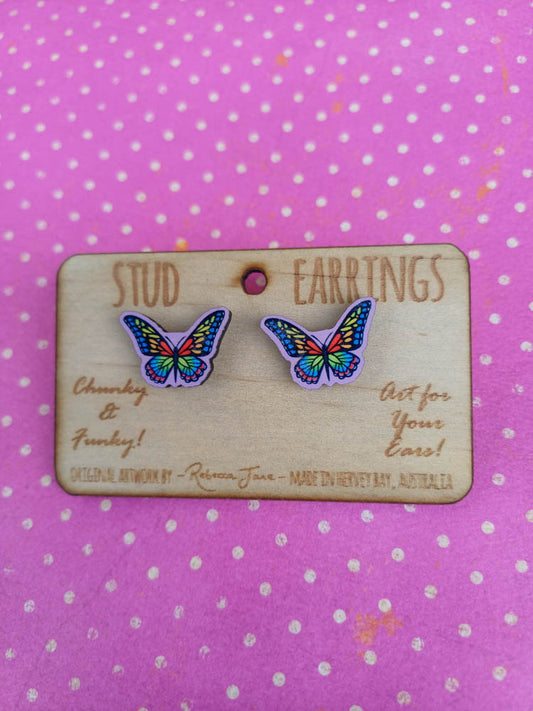 STUD EARRINGS
Chunky
&
Funky!
Art for
Your
Ears!
ORIGINAL ARTWORK BY - Rebecca Jane - MADE IN HERVEY BAY, AUSTRALIA